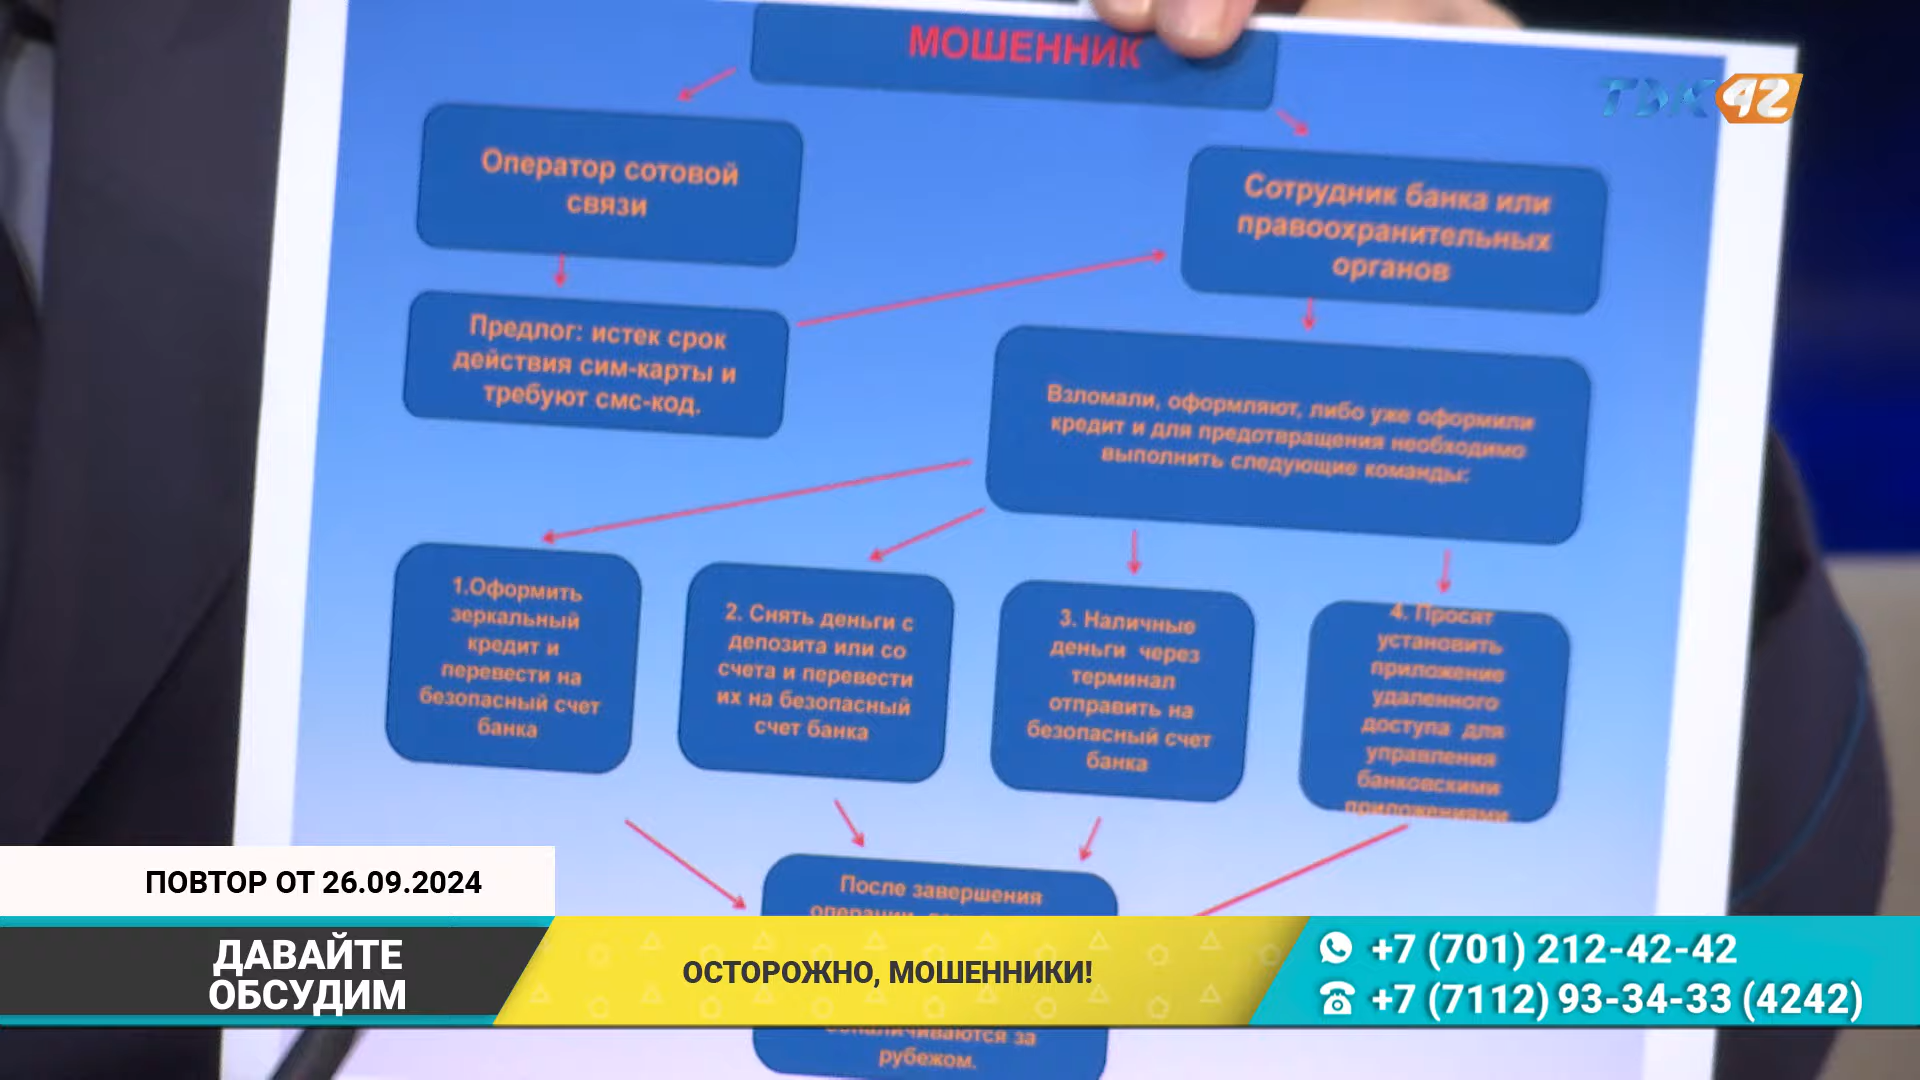 МОШЕННИК
ТДК 42
Оператор сотовой
связи
Сотрудник банка или
правоохранительных
органов
Предлог: истек срок
действия сим-карты и
требуют смс-код.
Взломали, оформляют, либо уже оформили
кредит и для предотвращения необходимо
выполнить следующие команды:
1.Оформить
зеркальный
кредит и
перевести на
безопасный счет
банка
2. Снять деньги с
депозита или со
счета и перевести
их на безопасный
счет банка
3. Наличные
деньги через
терминал
отправить на
безопасный счет
банка
4. Просят
установить
приложение
удаленного
доступа для
управления
банковскими
приложениями
После завершения
операции
за
рубежом.
ПОВТОР ОТ 26.09.2024
ДАВАЙТЕ
ОБСУДИМ
ОСТОРОЖНО, МОШЕННИКИ!
+7 (701) 212-42-42
+7 (7112) 93-34-33 (4242)